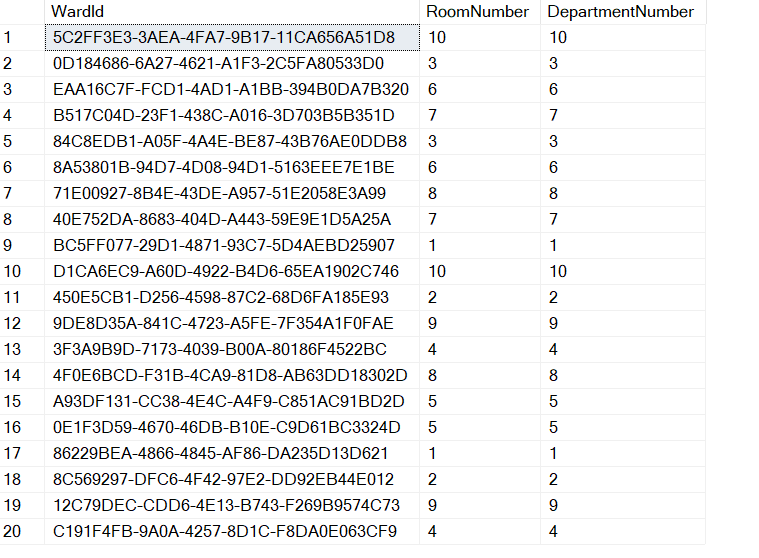 WardId RoomNumber DepartmentNumber
1 5C2FF3E3-3AEA-4FA7-9B17-11CA656A51D8 10 10
2 0D184686-6A27-4621-A1F3-2C5FA80533D0 3 3
3 EAA16C7F-FCD1-4AD1-A1BB-394B0DA7B320 6 6
4 B517C04D-23F1-438C-A016-3D703B5B351D 7 7
5 84C8EDB1-A05F-4A4E-BE87-43B76AE0DDB8 3 3
6 8A53801B-94D7-4D08-94D1-5163EEE7E1BE 6 6
7 71E00927-8B4E-43DE-A957-51E2058E3A99 8 8
8 40E752DA-8683-404D-A443-59E9E1D5A25A 7 7
9 BC5FF077-29D1-4871-93C7-5D4AEBD25907 1 1
10 D1CA6EC9-A60D-4922-B4D6-65EA1902C746 10 10
11 450E5CB1-D256-4598-87C2-68D6FA185E93 2 2
12 9DE8D35A-841C-4723-A5FE-7F354A1F0FAE 9 9
13 3F3A9B9D-7173-4039-B00A-80186F4522BC 4 4
14 4F0E6BCD-F31B-4CA9-81D8-AB63DD18302D 8 8
15 A93DF131-CC38-4E4C-A4F9-C851AC91BD2D 5 5
16 0E1F3D59-4670-46DB-B10E-C9D61BC3324D 5 5
17 86229BEA-4866-4845-AF86-DA235D13D621 1 1
18 8C569297-DFC6-4F42-97E2-DD92EB44E012 2 2
19 12C79DEC-CDD6-4E13-B743-F269B9574C73 9 9
20 C191F4FB-9A0A-4257-8D1C-F8DA0E063CF9 4 4